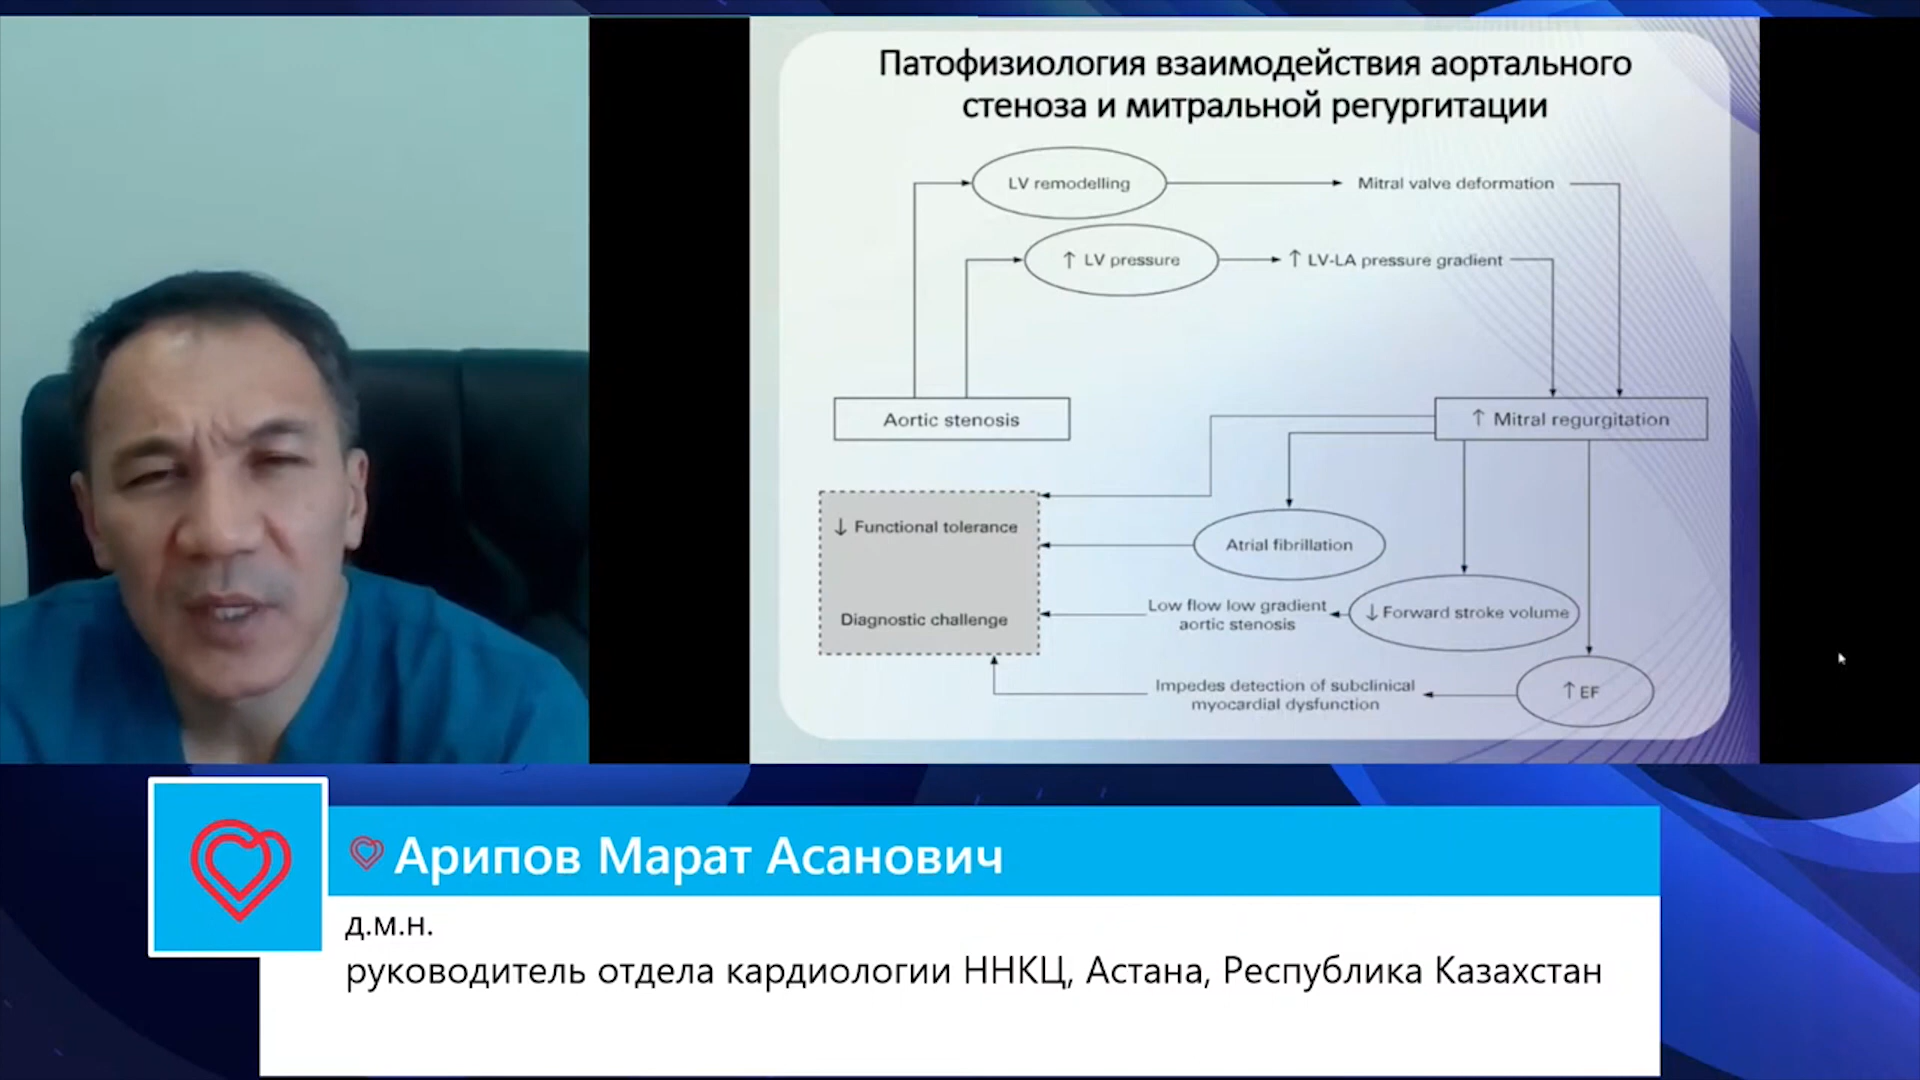 Патофизиология взаимодействия аортального
стеноза и митральной регургитации
LV remodelling
Mitral valve deformation
↑ LV pressure
↑ LV-LA pressure gradient
Aortic stenosis
↑ Mitral regurgitation
↓ Functional tolerance
Atrial fibrillation
Diagnostic challenge
Low flow low gradient
aortic stenosis
↓ Forward stroke volume
Impedes detection of subclinical
myocardial dysfunction
↑ EF
Арипов Марат Асанович
д.м.н.
руководитель отдела кардиологии ННКЦ, Астана, Республика Казахстан